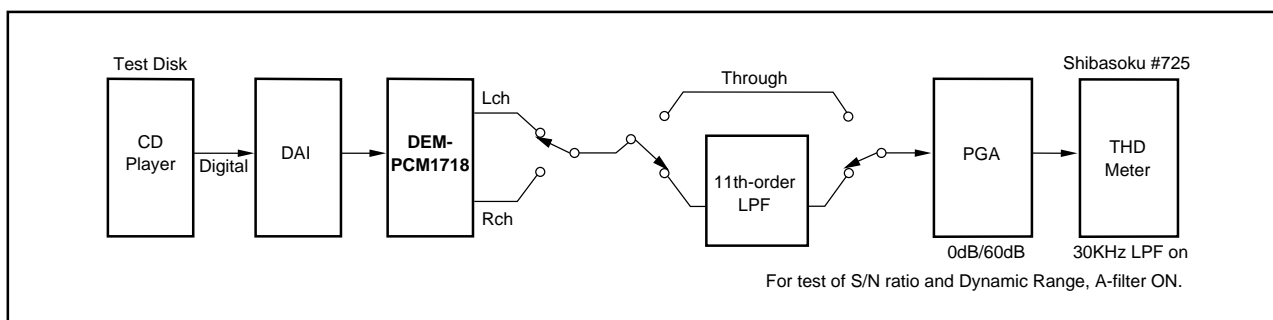 Test Disk
CD
Player
Digital
DAI
DEM-
PCM1718
Lch
Rch
Through
11th-order
LPF
PGA
0dB/60dB
Shibasoku #725
THD
Meter
30KHz LPF on
For test of S/N ratio and Dynamic Range, A-filter ON.